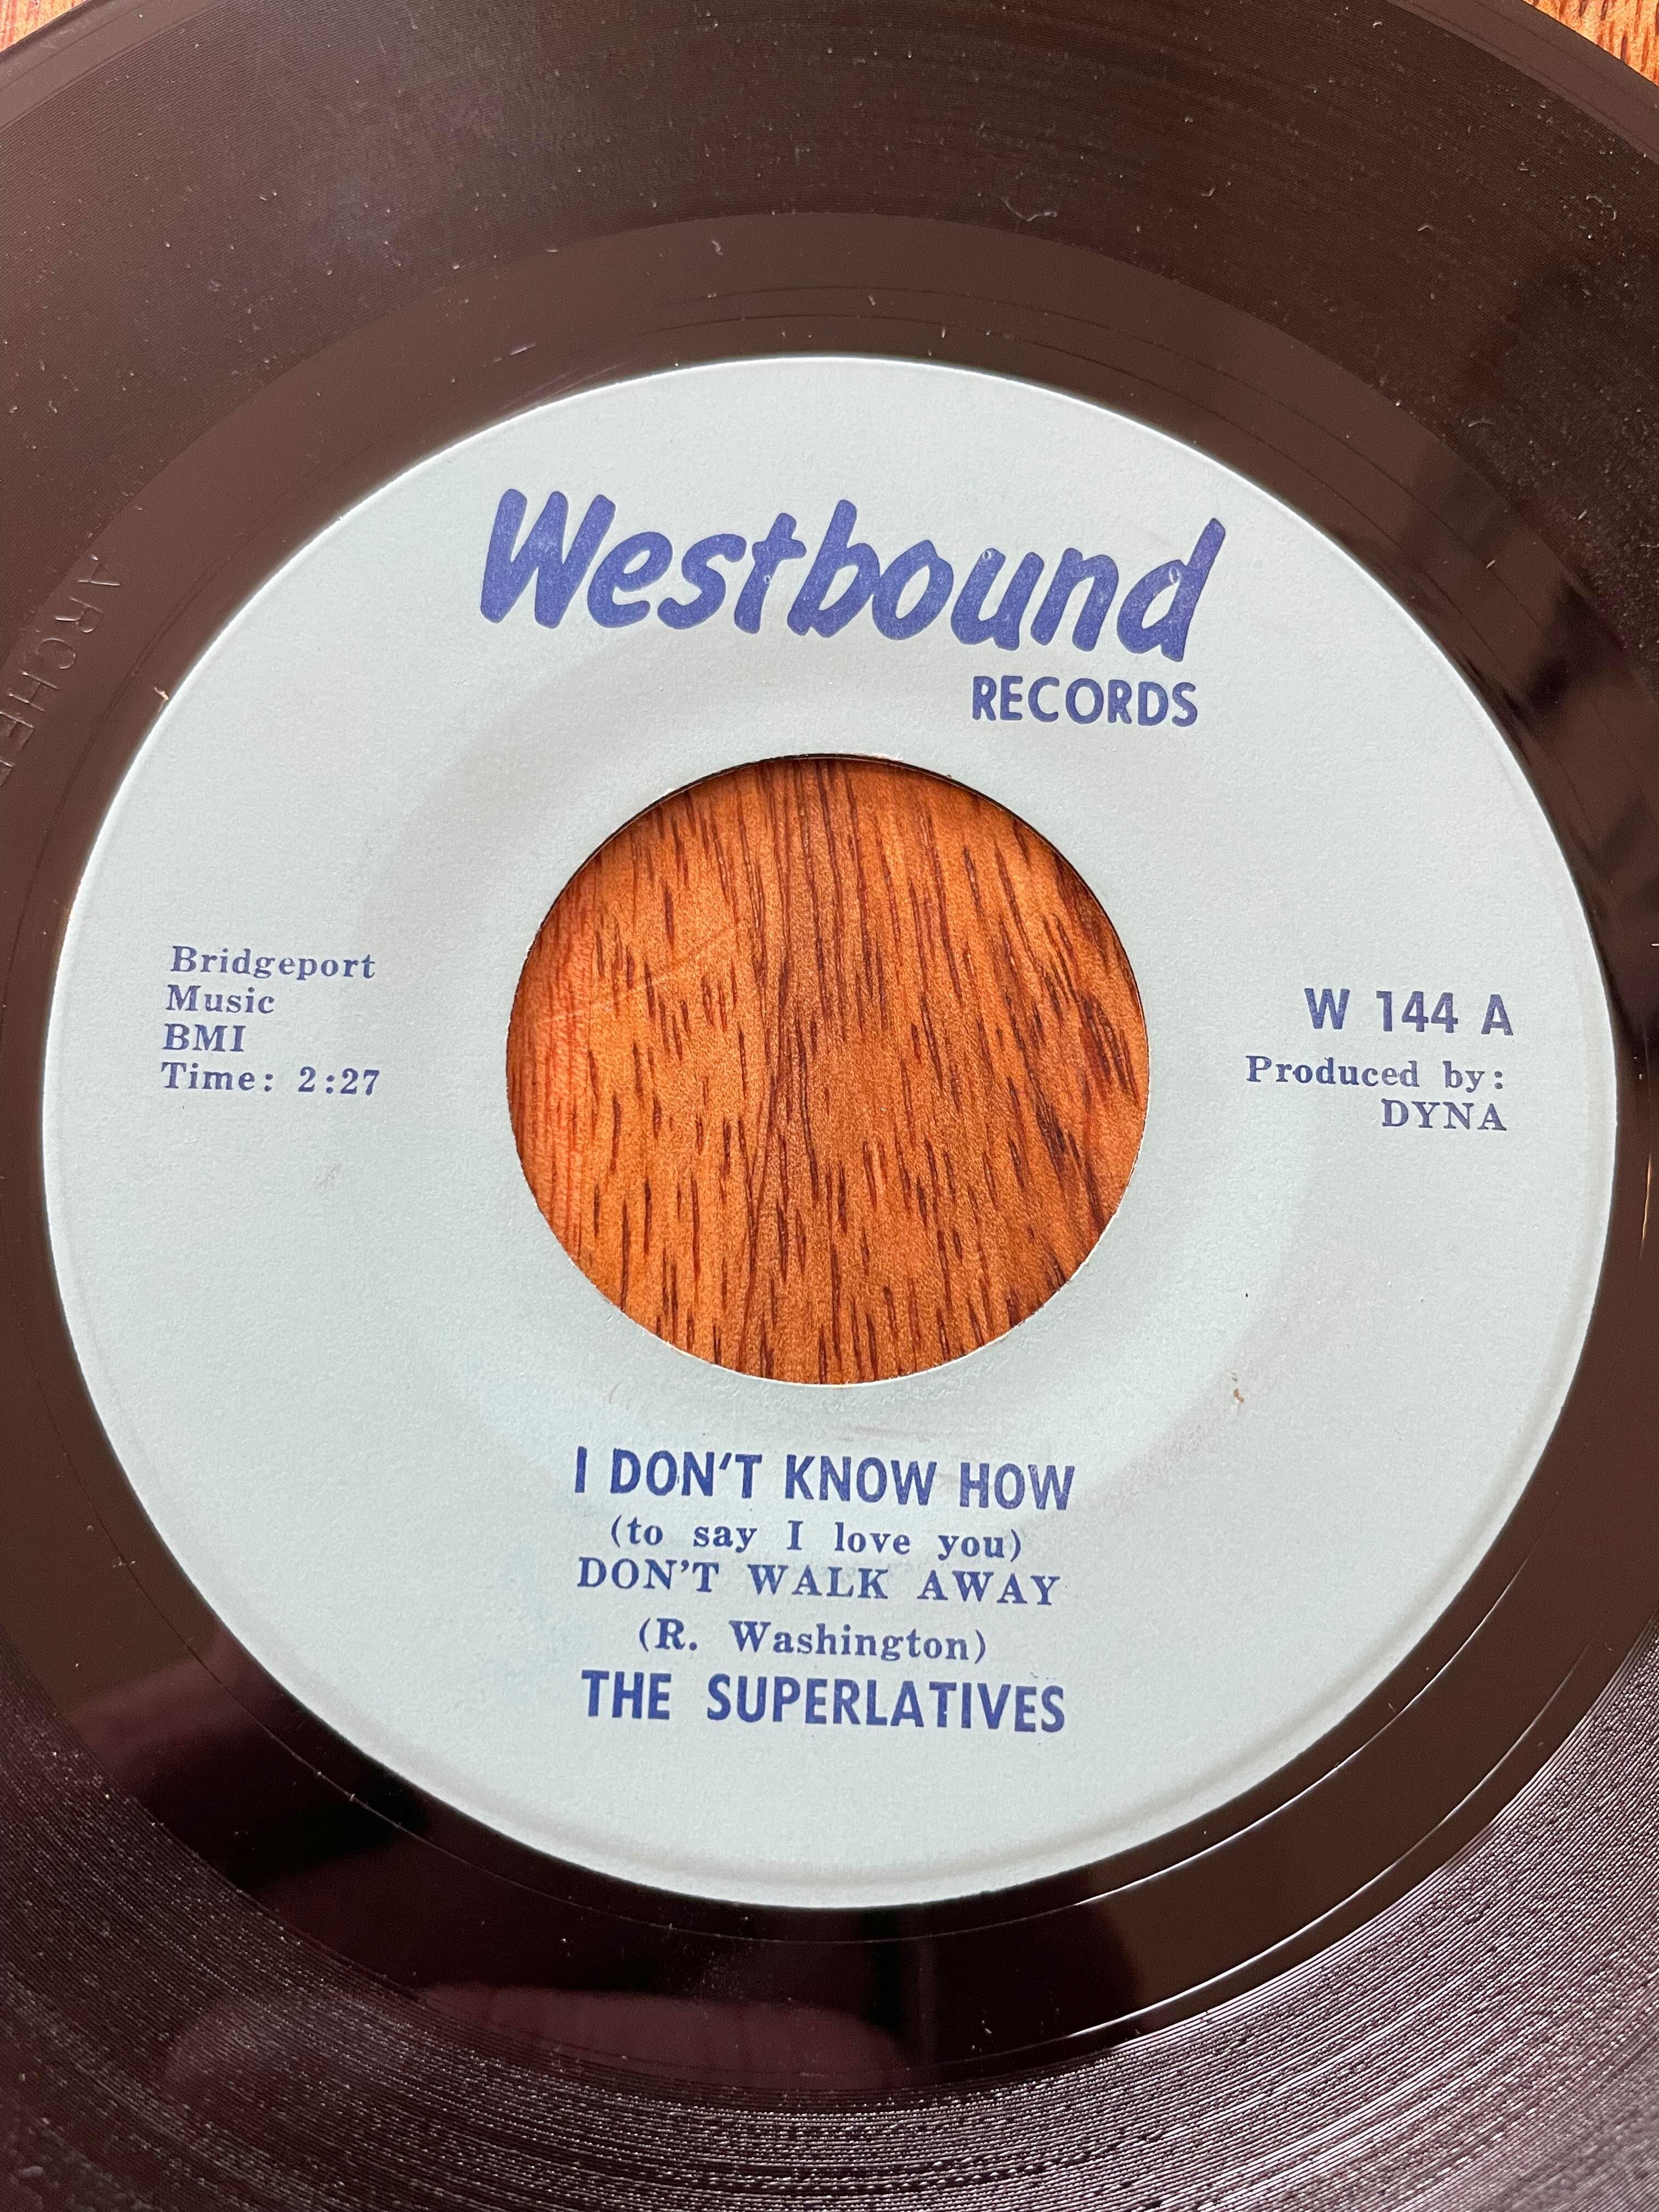 Westbound
RECORDS
Bridgeport
Music
BMI
Time: 2:27
W 144 A
Produced by:
DYNA
I DON'T KNOW HOW
(to say I love you)
DON'T WALK AWAY
(R. Washington)
THE SUPERLATIVES